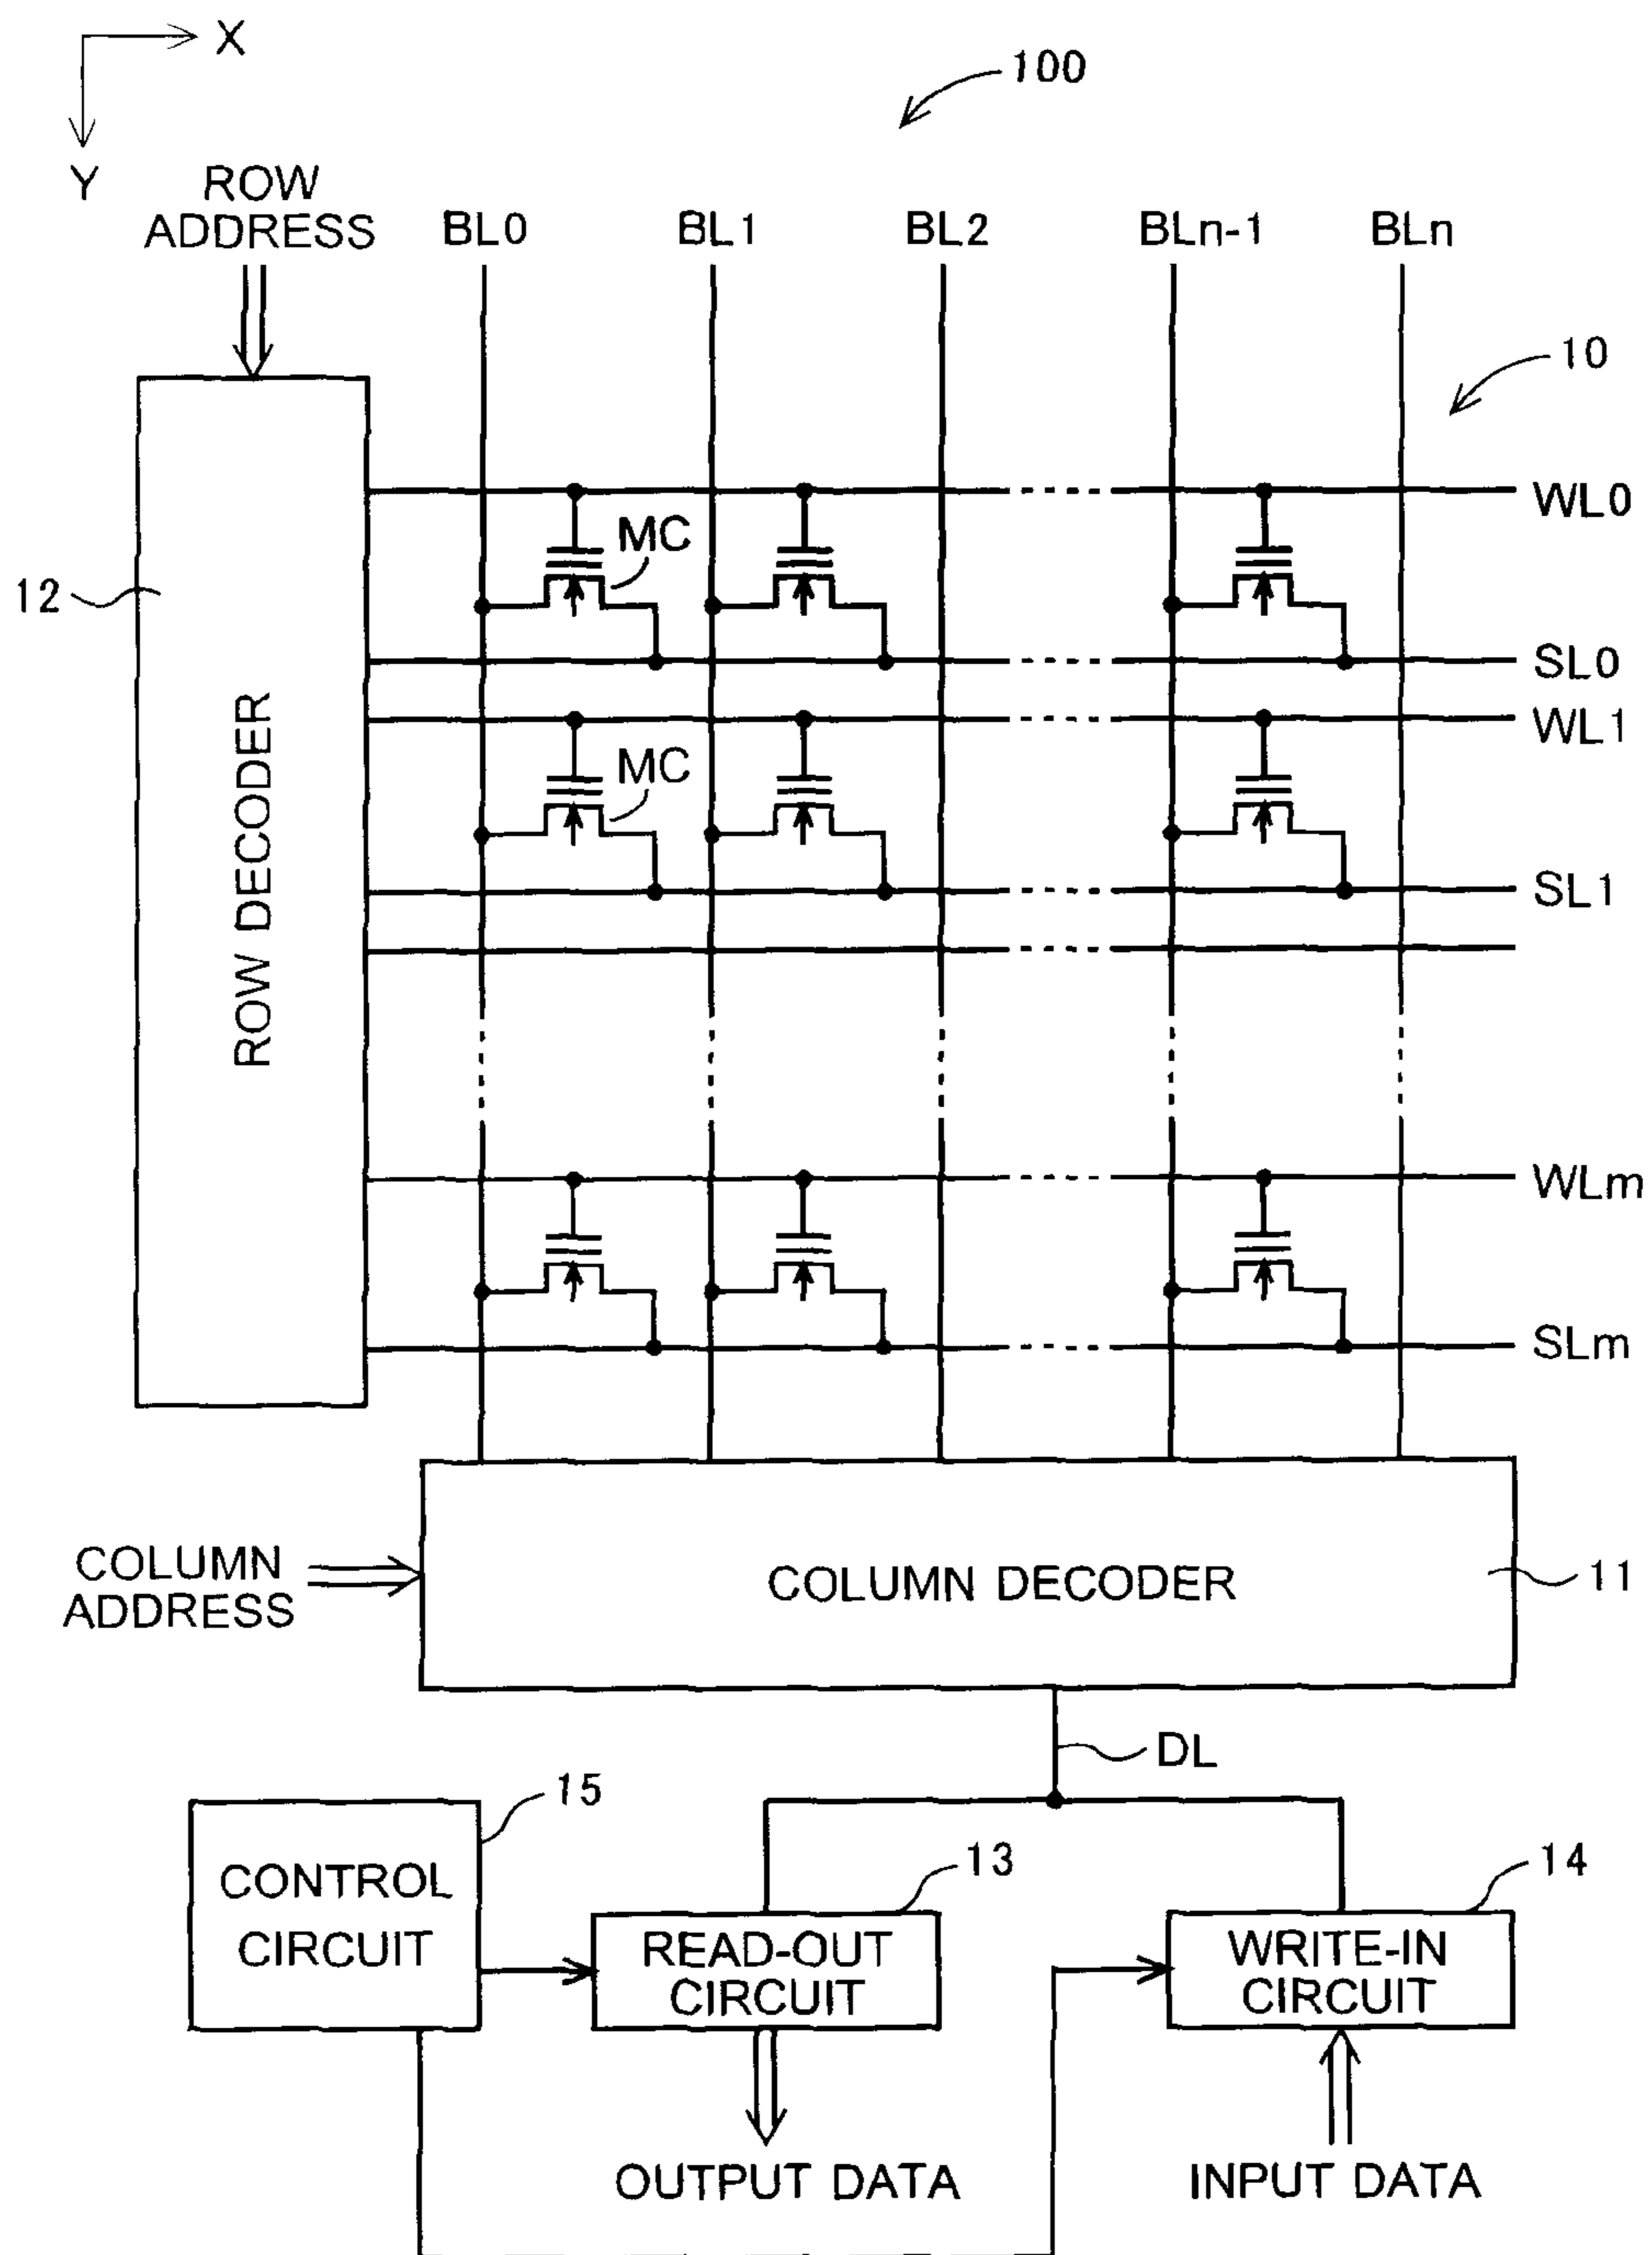 X
100
Y
ROW
ADDRESS
BL0
BL1
BL2
BLn-1
BLn
10
WL0
MC
12
SL0
WL1
MC
SL1
ROW DECODER
WLm
SLm
COLUMN
ADDRESS
COLUMN DECODER
11
DL
15
CONTROL
CIRCUIT
13
READ-OUT
CIRCUIT
14
WRITE-IN
CIRCUIT
OUTPUT DATA
INPUT DATA